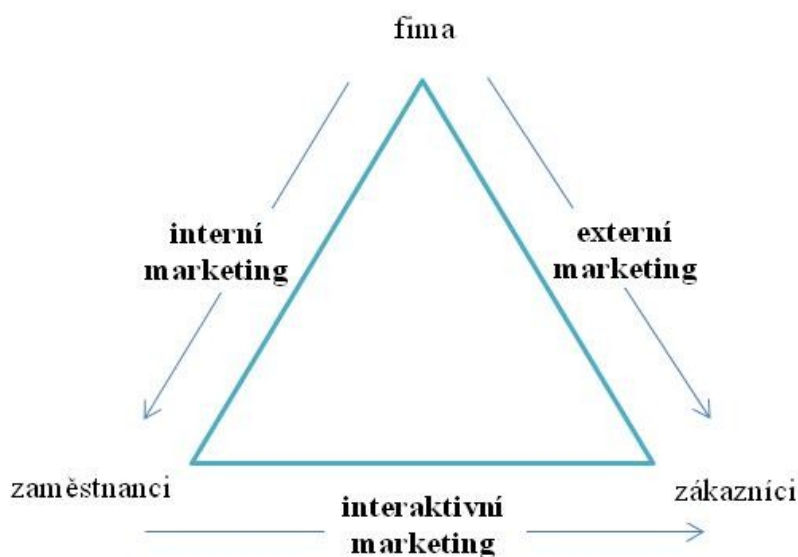 fima
interní
marketing
externí
marketing
zaměstnanci
zákazníci
interaktivní
marketing